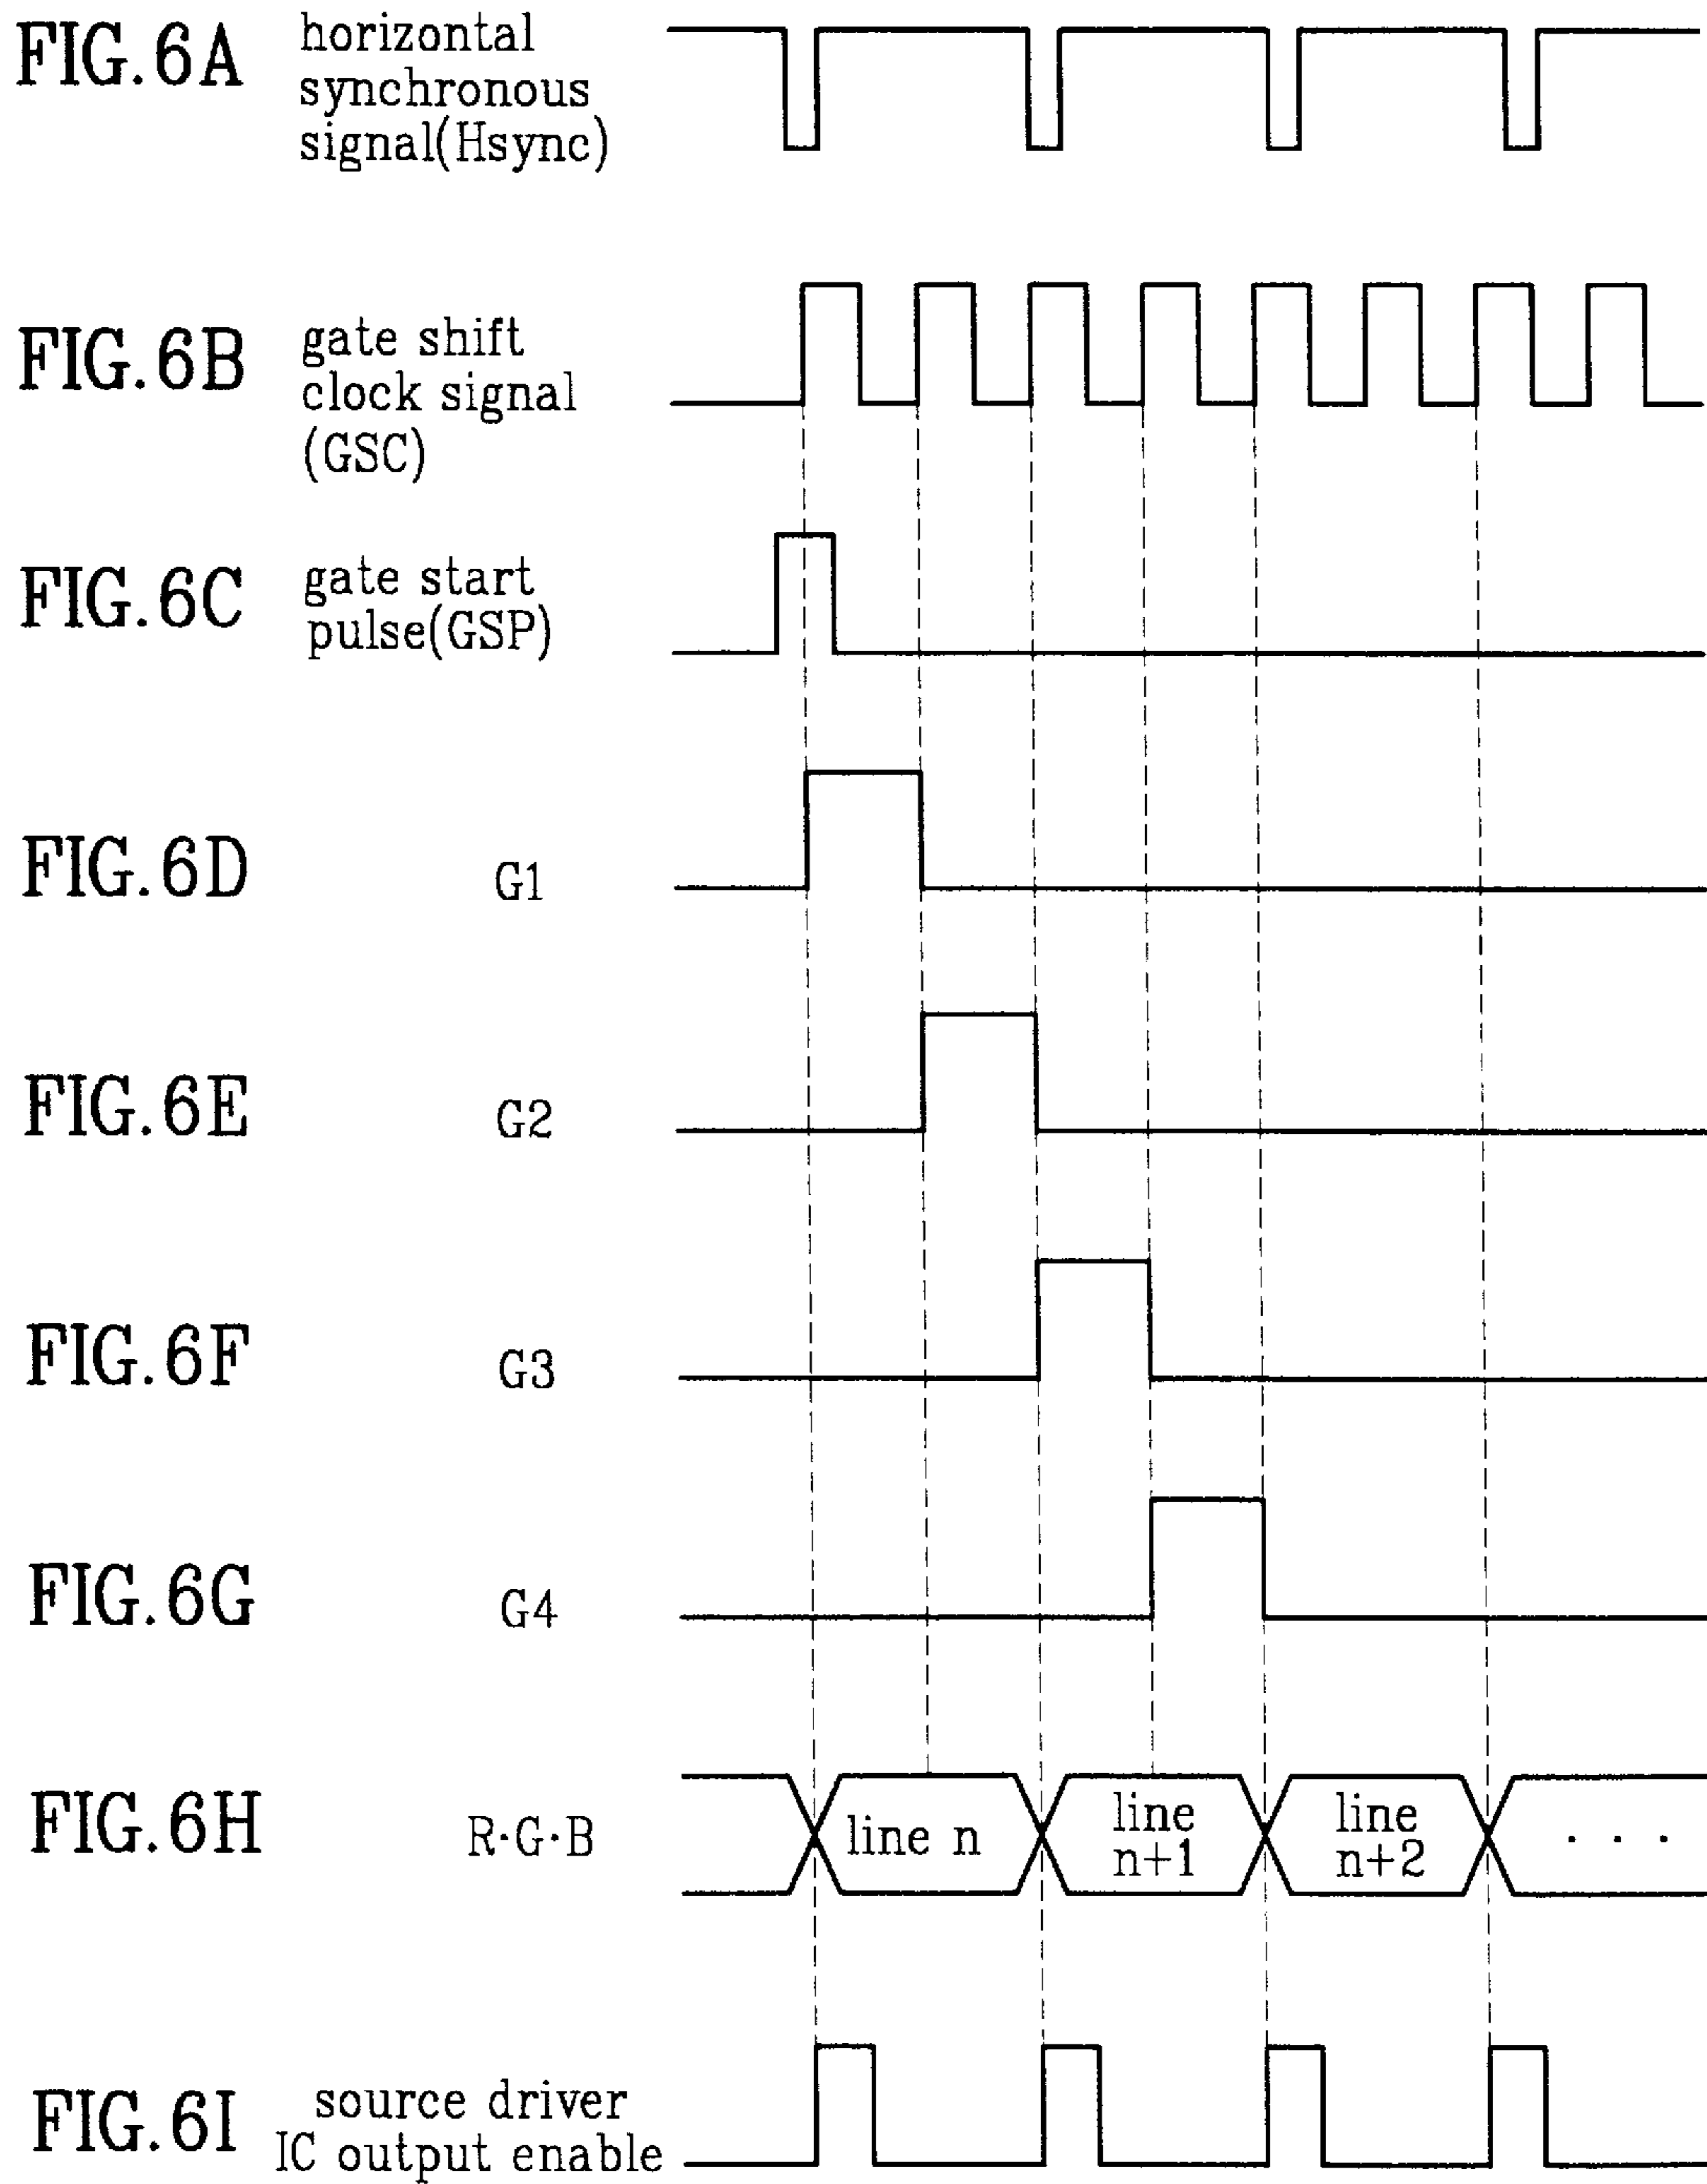 FIG.6A
horizontal
synchronous
signal(Hsync)
FIG.6B
gate shift
clock signal
(GSC)
FIG.6C
gate start
pulse(GSP)
FIG.6D
G1
FIG.6E
G2
FIG.6F
G3
FIG.6G
G4
FIG.6H
R·G·B
line n
line
n+1
line
n+2
· · ·
FIG.6I
source driver
IC output enable